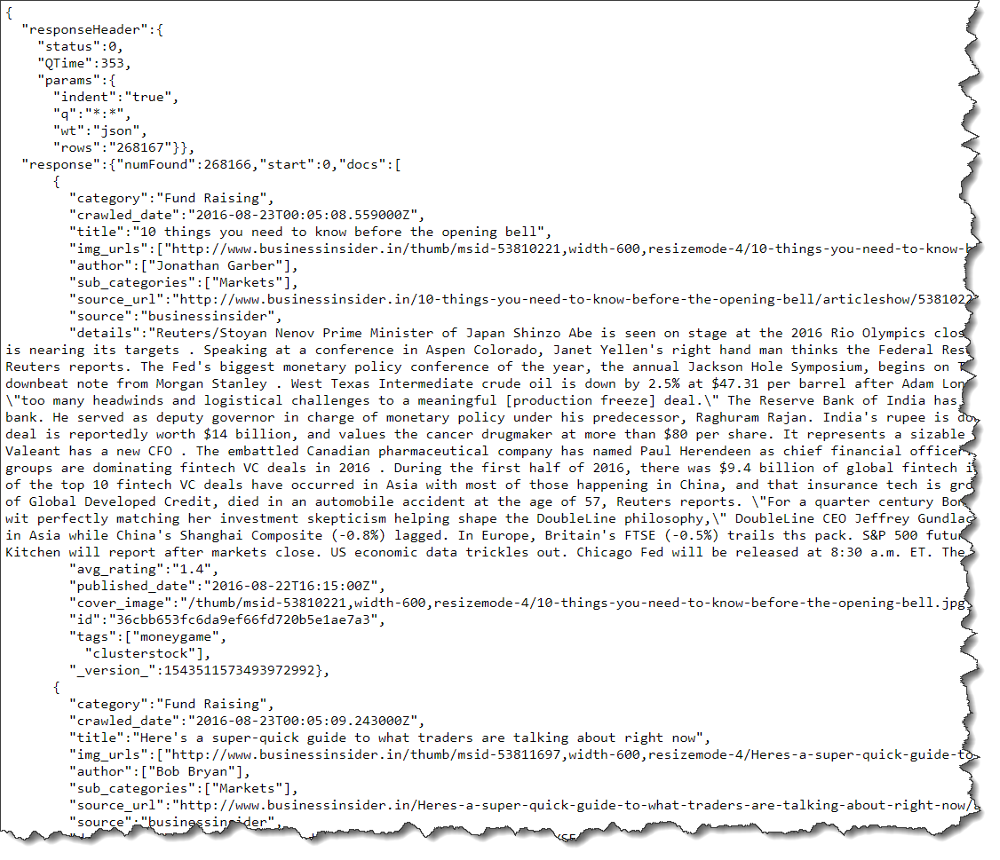 {
"responseHeader":{
"status":0,
"QTime":353,
"params":{
"indent":"true",
"q":"*:*",
"wt":"json",
"rows":"268167"}},
"response":{"numFound":268166,"start":0,"docs":[
{
"category":"Fund Raising",
"crawled_date":"2016-08-23T00:05:08.559000Z",
"title":"10 things you need to know before the opening bell",
"img_urls":["http://www.businessinsider.in/thumb/msid-53810221,width-600,resizemode-4/10-things-you-need-to-know-
"author":["Jonathan Garber"],
"sub_categories":["Markets"],
"source_url":"http://www.businessinsider.in/10-things-you-need-to-know-before-the-opening-bell/articleshow/538102
"source":"businessinsider",
"details":"Reuters/Stoyan Nenov Prime Minister of Japan Shinzo Abe is seen on stage at the 2016 Rio Olympics clos
is nearing its targets . Speaking at a conference in Aspen Colorado, Janet Yellen's right hand man thinks the Federal Res
Reuters reports. The Fed's biggest monetary policy conference of the year, the annual Jackson Hole Symposium, begins on
downbeat note from Morgan Stanley . West Texas Intermediate crude oil is down by 2.5% at $47.31 per barrel after Adam Lon
\"too many headwinds and logistical challenges to a meaningful [production freeze] deal.\" The Reserve Bank of India has
bank. He served as deputy governor in charge of monetary policy under his predecessor, Raghuram Rajan. India's rupee is do
deal is reportedly worth $14 billion, and values the cancer drugmaker at more than $80 per share. It represents a sizable
Valeant has a new CFO . The embattled Canadian pharmaceutical company has named Paul Herendeen as chief financial officer
groups are dominating fintech VC deals in 2016 . During the first half of 2016, there was $9.4 billion of global fintech i
of the top 10 fintech VC deals have occurred in Asia with most of those happening in China, and that insurance tech is gro
of Global Developed Credit, died in an automobile accident at the age of 57, Reuters reports. \"For a quarter century Bon
wit perfectly matching her investment skepticism helping shape the DoubleLine philosophy,\" DoubleLine CEO Jeffrey Gundlac
in Asia while China's Shanghai Composite (-0.8%) lagged. In Europe, Britain's FTSE (-0.5%) trails ths pack. S&P 500 futur
Kitchen will report after markets close. US economic data trickles out. Chicago Fed will be released at 8:30 a.m. ET. The
"avg_rating":"1.4",
"published_date":"2016-08-22T16:15:00Z",
"cover_image":"/thumb/msid-53810221,width-600,resizemode-4/10-things-you-need-to-know-before-the-opening-bell.jpg
"id":"36cbb653fc6da9ef66fd720b5e1ae7a3",
"tags":["moneygame",
"clusterstock"],
"_version_":1543511573493972992},
{
"category":"Fund Raising",
"crawled_date":"2016-08-23T00:05:09.243000Z",
"title":"Here's a super-quick guide to what traders are talking about right now",
"img_urls":["http://www.businessinsider.in/thumb/msid-53811697,width-600,resizemode-4/Heres-a-super-quick-guide-to
"author":["Bob Bryan"],
"sub_categories":["Markets"],
"source_url":"http://www.businessinsider.in/Heres-a-super-quick-guide-to-what-traders-are-talking-about-right-now/
"source":"businessinsider",